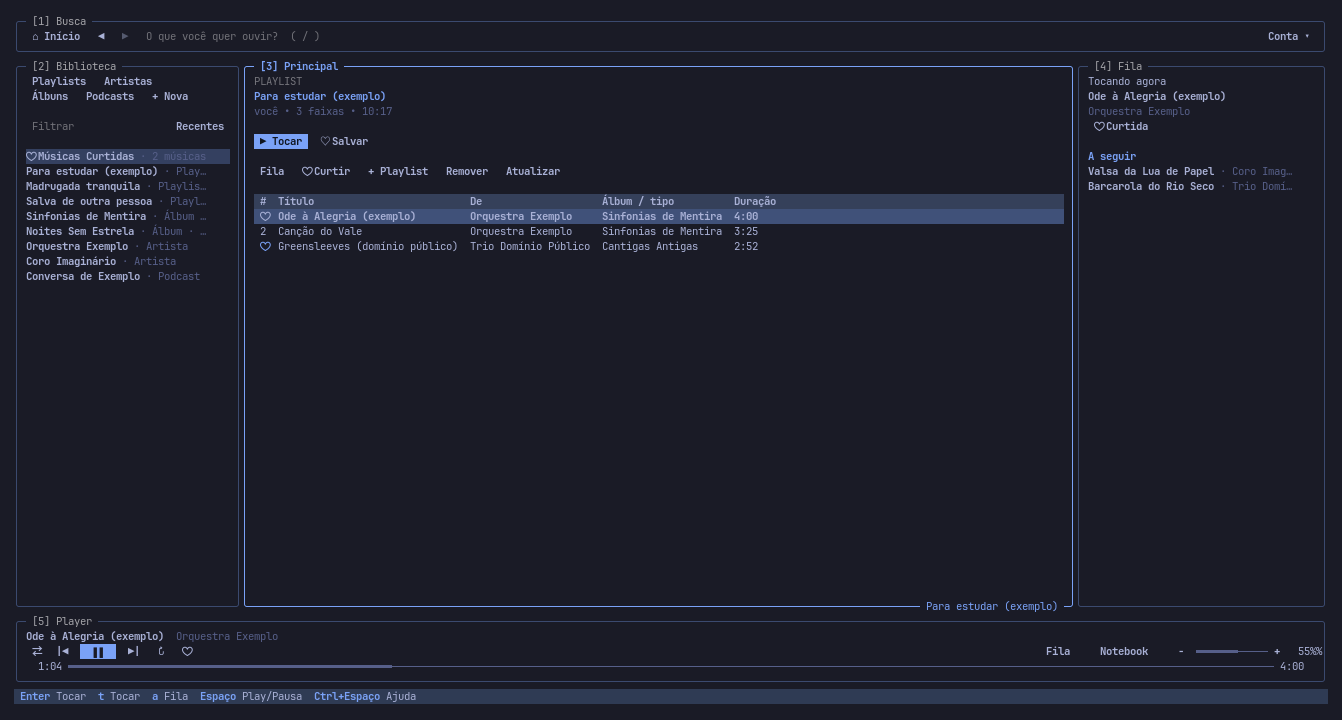 [1] Busca
⌂ Início ◀ ▶ O que você quer ouvir? ( / ) Conta ▾
[2] Biblioteca
Playlists Artistas
Álbuns Podcasts + Nova
Filtrar Recentes
♡Músicas Curtidas · 2 músicas
Para estudar (exemplo) · Play…
Madrugada tranquila · Playlis…
Salva de outra pessoa · Playl…
Sinfonias de Mentira · Álbum …
Noites Sem Estrela · Álbum · …
Orquestra Exemplo · Artista
Coro Imaginário · Artista
Conversa de Exemplo · Podcast
[3] Principal
PLAYLIST
Para estudar (exemplo)
você • 3 faixas • 10:17
▶ Tocar ♡Salvar
Fila ♡Curtir + Playlist Remover Atualizar
# Título De Álbum / tipo Duração
♡ Ode à Alegria (exemplo) Orquestra Exemplo Sinfonias de Mentira 4:00
2 Canção do Vale Orquestra Exemplo Sinfonias de Mentira 3:25
♡ Greensleeves (domínio público) Trio Domínio Público Cantigas Antigas 2:52
Para estudar (exemplo)
[4] Fila
Tocando agora
Ode à Alegria (exemplo)
Orquestra Exemplo
♡Curtida
A seguir
Valsa da Lua de Papel · Coro Imag…
Barcarola do Rio Seco · Trio Domí…
[5] Player
Ode à Alegria (exemplo) Orquestra Exemplo
Fila Notebook - + 55%%
1:04 4:00
Enter Tocar t Tocar a Fila Espaço Play/Pausa Ctrl+Espaço Ajuda